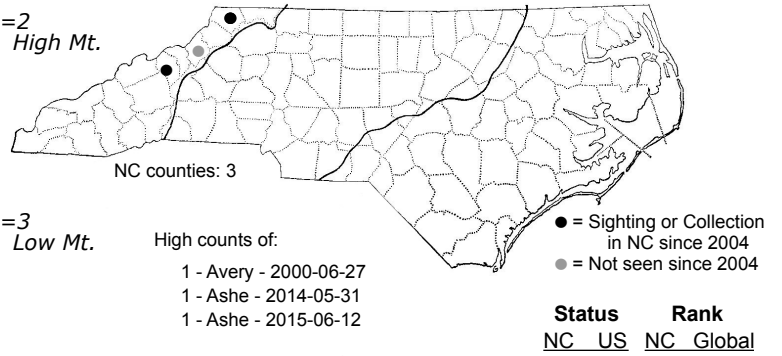 =2
High Mt.
NC counties: 3
=3
Low Mt.
High counts of:
1 - Avery - 2000-06-27
1 - Ashe - 2014-05-31
1 - Ashe - 2015-06-12
= Sighting or Collection
in NC since 2004
= Not seen since 2004
Status Rank
NC US NC Global